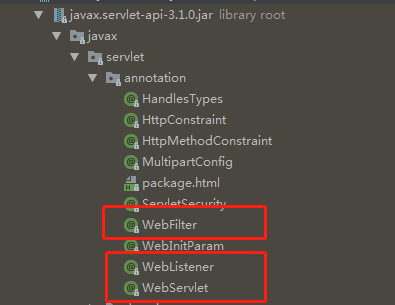 javax.servlet-api-3.1.0.jar library root
javax
servlet
annotation
HandlesTypes
HttpConstraint
HttpMethodConstraint
MultipartConfig
package.html
ServletSecurity
WebFilter
WebInitParam
WebListener
WebServlet